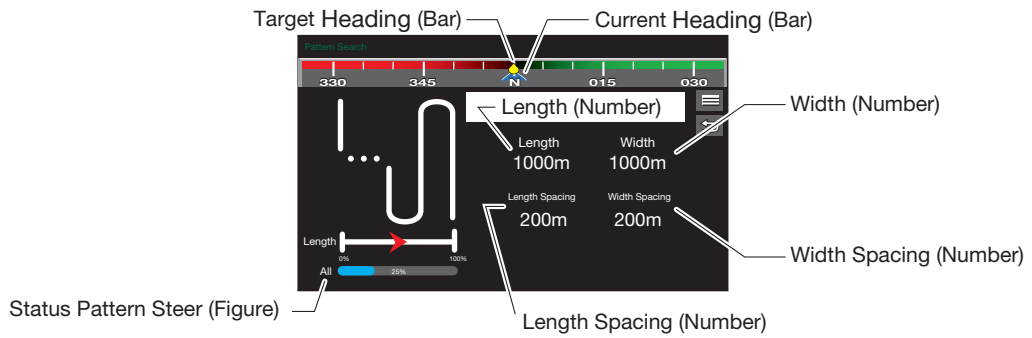 Target Heading (Bar)
Current Heading (Bar)
Pattern Search
330 345 N 015 030
Length (Number)
Width (Number)
Length Width
1000m 1000m
Length Spacing Width Spacing
200m 200m
Length
0% 100%
All 25%
Width Spacing (Number)
Status Pattern Steer (Figure)
Length Spacing (Number)